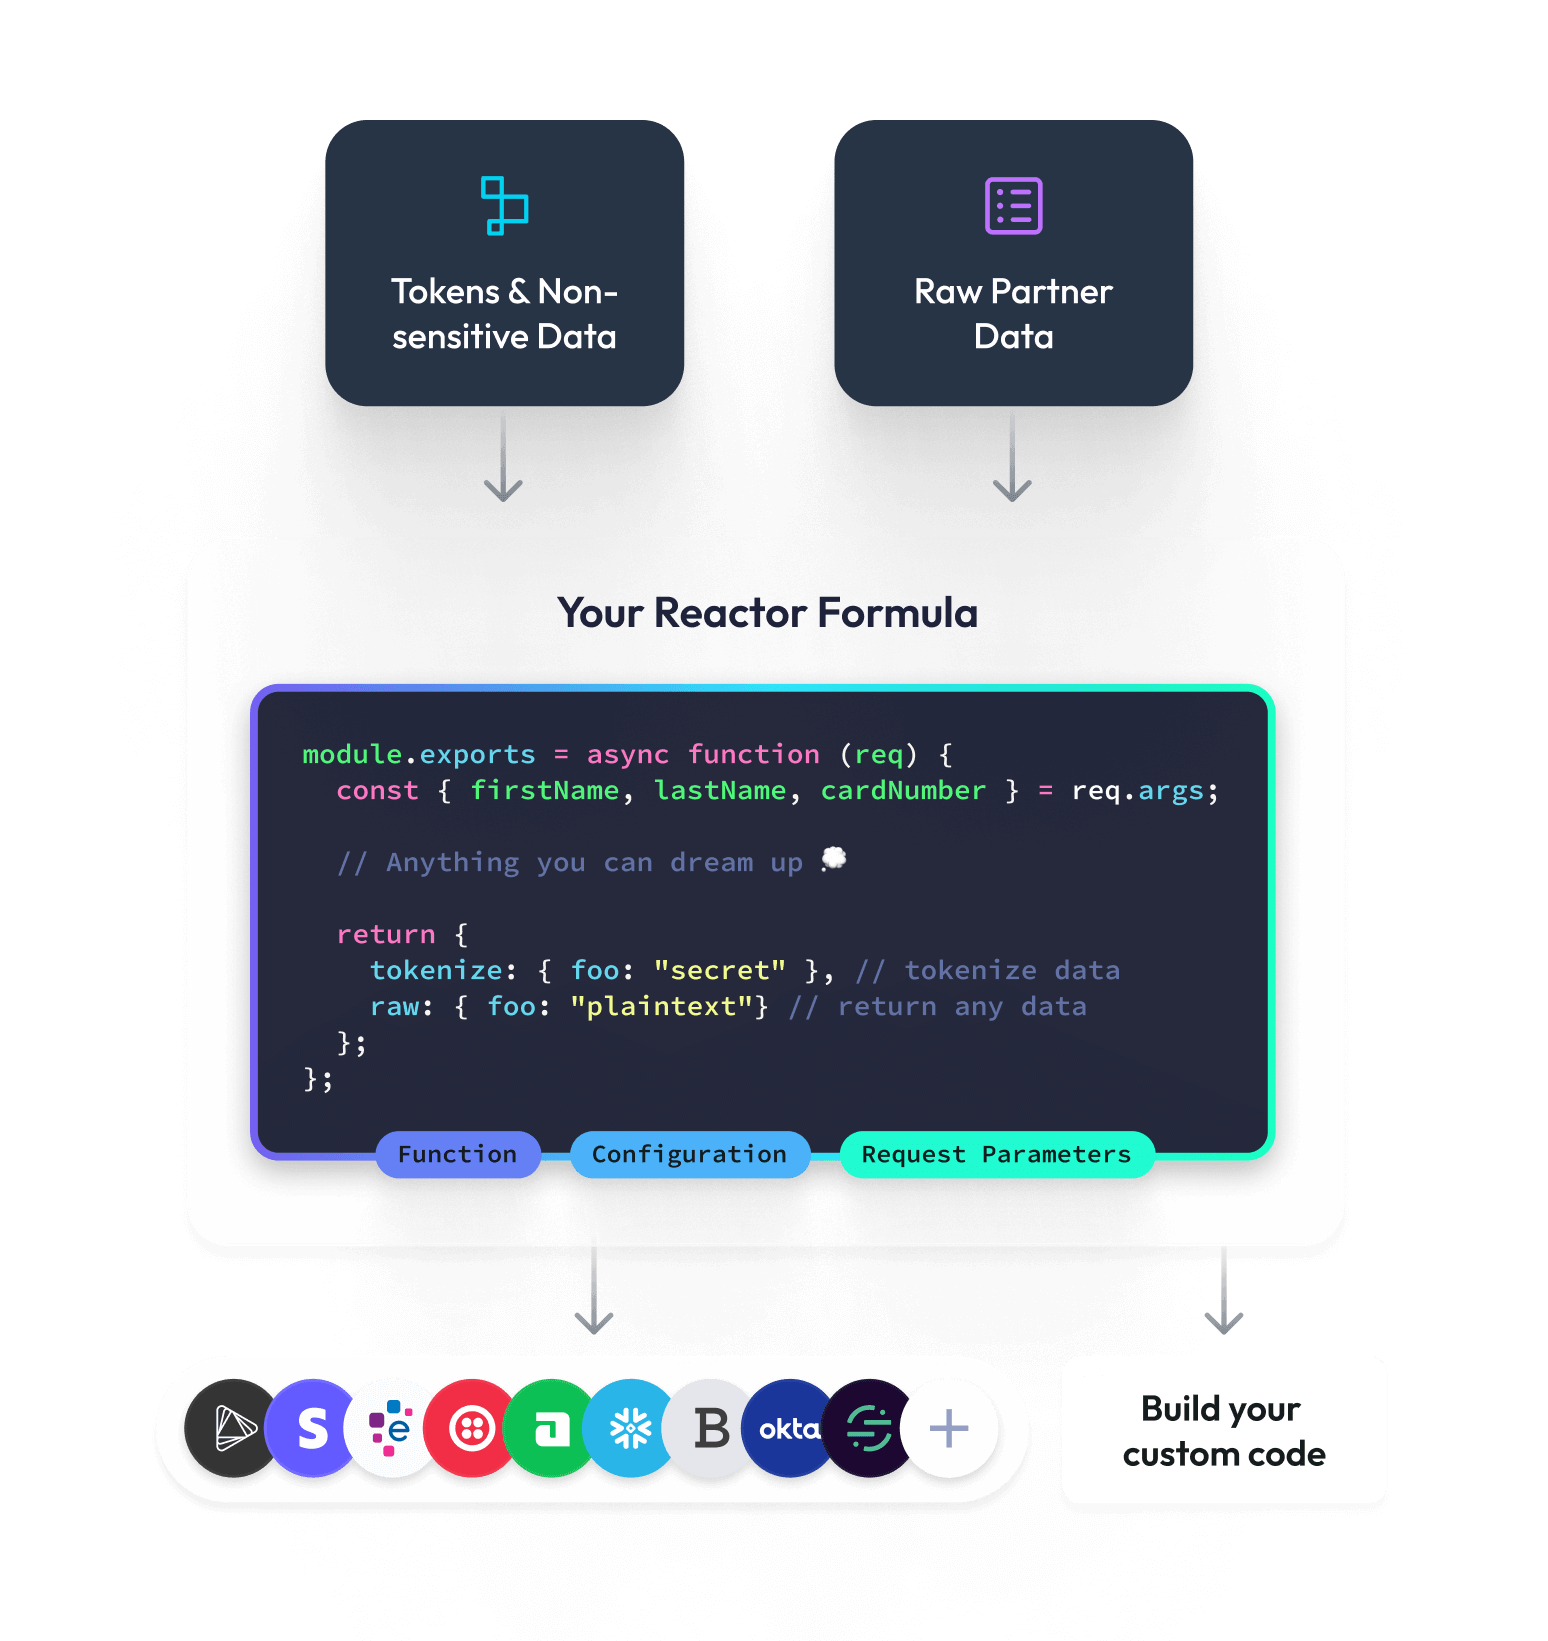 Tokens & Non-
sensitive Data
Raw Partner
Data
Your Reactor Formula
module.exports = async function (req) {
  const { firstName, lastName, cardNumber } = req.args;
  // Anything you can dream up 💭
  return {
    tokenize: { foo: "secret" }, // tokenize data
    raw: { foo: "plaintext"} // return any data
  };
};
Function
Configuration
Request Parameters
S
e
a
B
okta
Build your
custom code